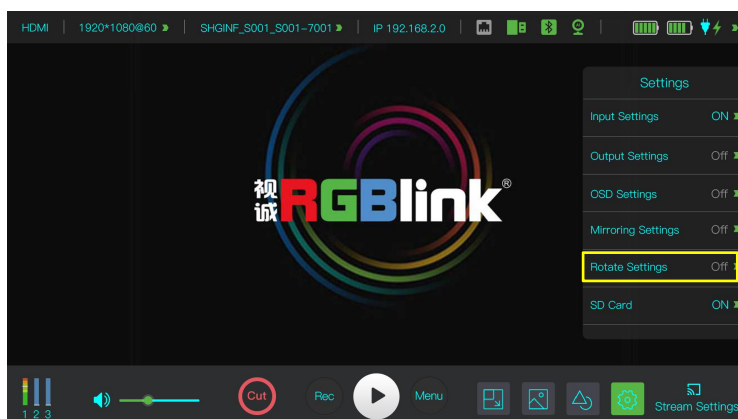 HDMI 1920*1080@60 SHGINF_S001_S001-7001 IP 192.168.2.0
Settings
Input Settings ON
Output Settings Off
OSD Settings Off
Mirroring Settings Off
Rotate Settings Off
SD Card ON
视诚 RGBlink®
Cut Rec Menu
Stream Settings
1 2 3